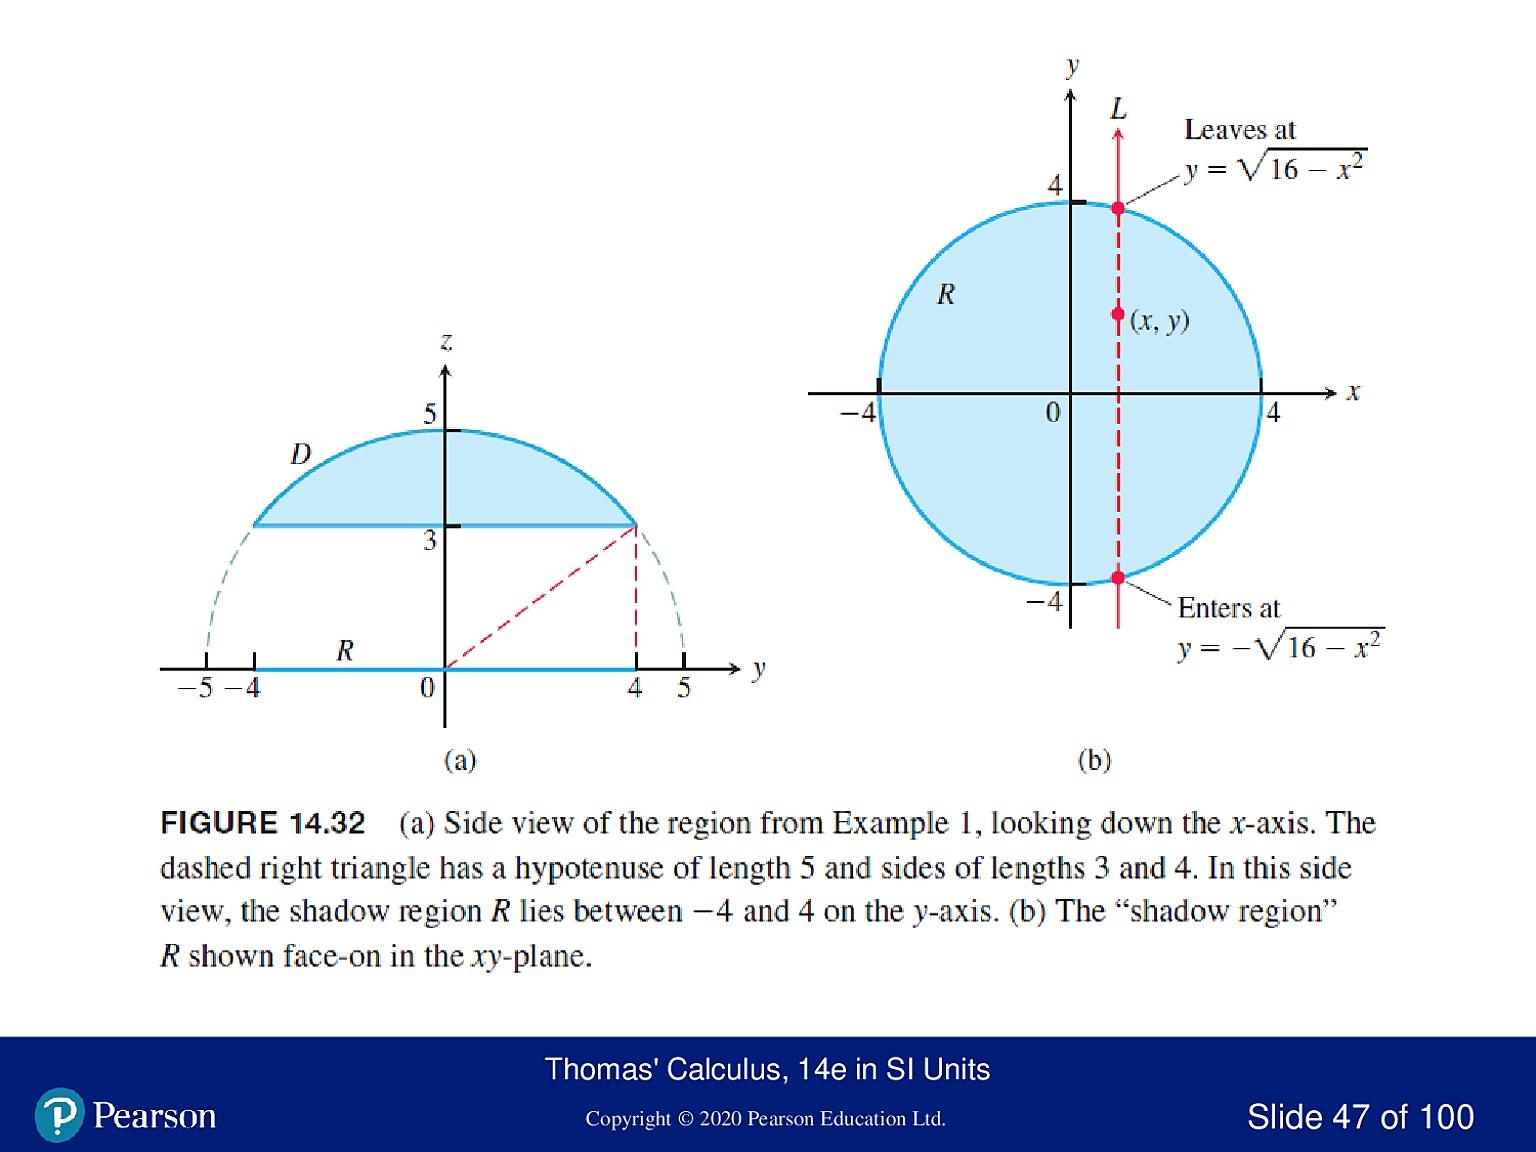 z
5
D
3
R
-5 -4
0
4 5
y
(a)
y
L
Leaves at
y = √16 − x²
4
R
(x, y)
−4
0
4
x
−4
Enters at
y = −√16 − x²
(b)
FIGURE 14.32 (a) Side view of the region from Example 1, looking down the x-axis. The
dashed right triangle has a hypotenuse of length 5 and sides of lengths 3 and 4. In this side
view, the shadow region R lies between −4 and 4 on the y-axis. (b) The “shadow region”
R shown face-on in the xy-plane.
Thomas' Calculus, 14e in SI Units
P Pearson
Copyright © 2020 Pearson Education Ltd.
Slide 47 of 100